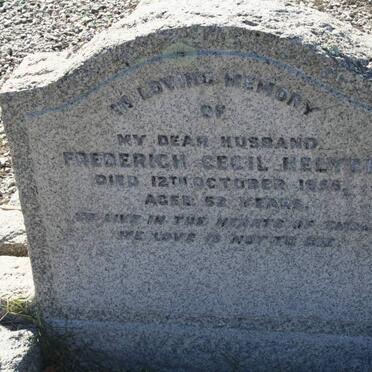 IN LOVING MEMORY
OF
MY DEAR HUSBAND
FREDERICH CECIL
DIED 12TH OCTOBER
AGED 52 YEARS.
TO LIVE IN THE HEARTS OF THOSE
WE LOVE IS NOT TO DIE